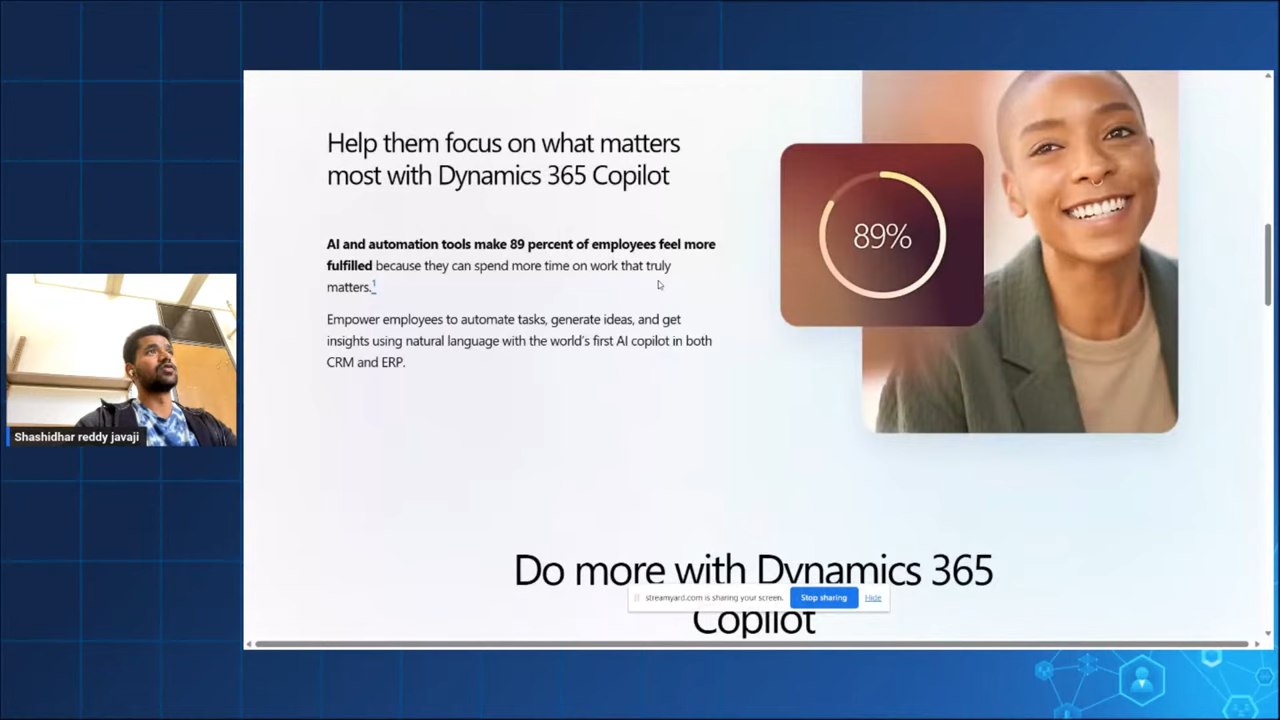 Help them focus on what matters
most with Dynamics 365 Copilot
AI and automation tools make 89 percent of employees feel more
fulfilled because they can spend more time on work that truly
matters.1
Empower employees to automate tasks, generate ideas, and get
insights using natural language with the world's first AI copilot in both
CRM and ERP.
89%
Shashidhar reddy javaji
Do more with Dynamics 365
streamyard.com is sharing your screen.
Stop sharing
Hide
Copilot